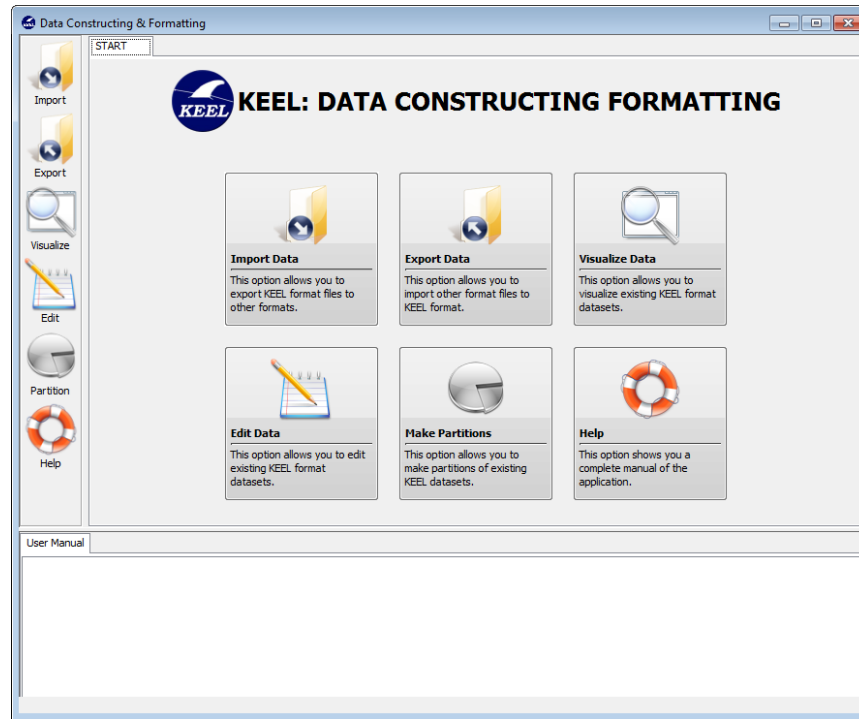 Data Constructing & Formatting
START
Import
Export
Visualize
Edit
Partition
Help
KEEL
KEEL: DATA CONSTRUCTING FORMATTING
Import Data
This option allows you to
export KEEL format files to
other formats.
Export Data
This option allows you to
import other format files to
KEEL format.
Visualize Data
This option allows you to
visualize existing KEEL format
datasets.
Edit Data
This option allows you to edit
existing KEEL format
datasets.
Make Partitions
This option allows you to
make partitions of existing
KEEL datasets.
Help
This option shows you a
complete manual of the
application.
User Manual